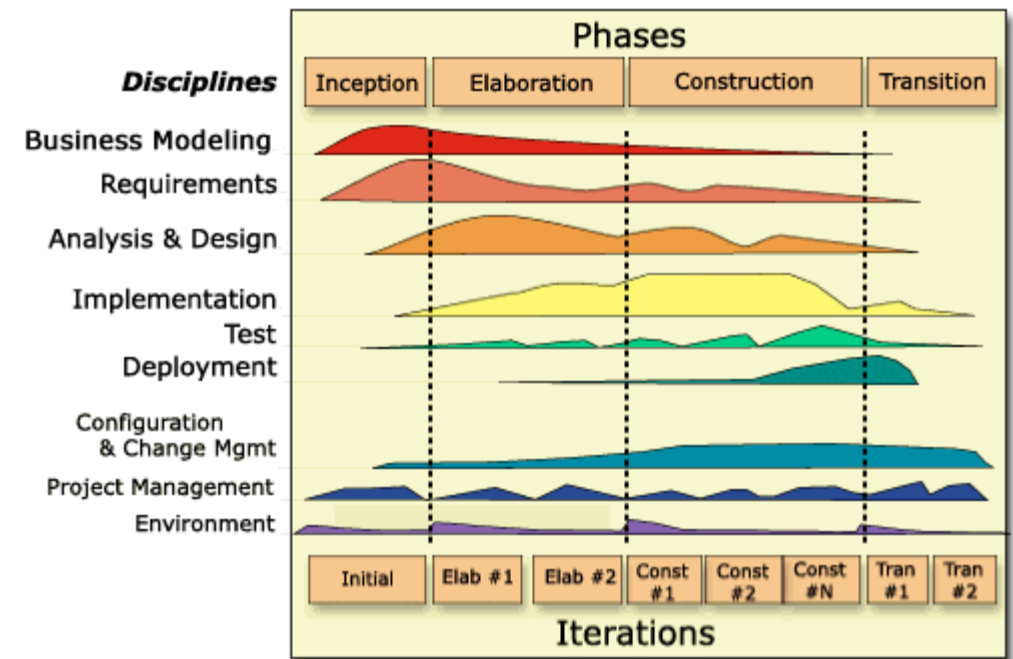 Phases
Disciplines
Inception
Elaboration
Construction
Transition
Business Modeling
Requirements
Analysis & Design
Implementation
Test
Deployment
Configuration
& Change Mgmt
Project Management
Environment
Initial
Elab #1
Elab #2
Const
#1
Const
#2
Const
#N
Tran
#1
Tran
#2
Iterations